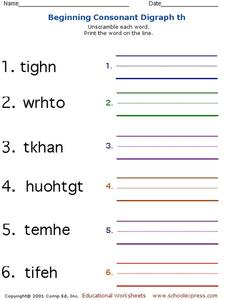 Name Date
Beginning Consonant Digraph th
Unscramble each word.
Print the word on the line.
1. tighn 1.
2. wrhto 2.
3. tkhan 3.
4. huohtgt 4.
5. temhe 5.
6. tifeh 6.
Copyright© 2001 Comp Ed, Inc. Educational Worksheets www.schoolexpress.com